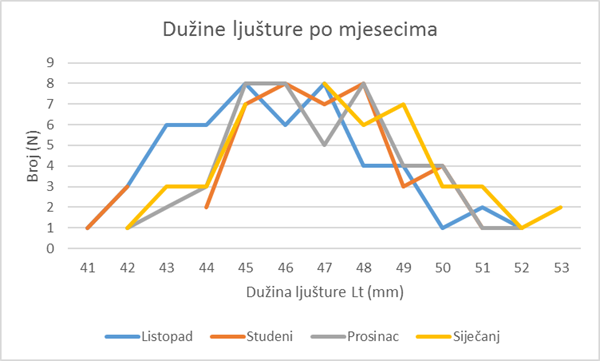 Dužine ljušture po mjesecima
Broj (N)
9
8
7
6
5
4
3
2
1
0
41 42 43 44 45 46 47 48 49 50 51 52 53
Dužina ljušture Lt (mm)
Listopad Studeni Prosinac Siječanj